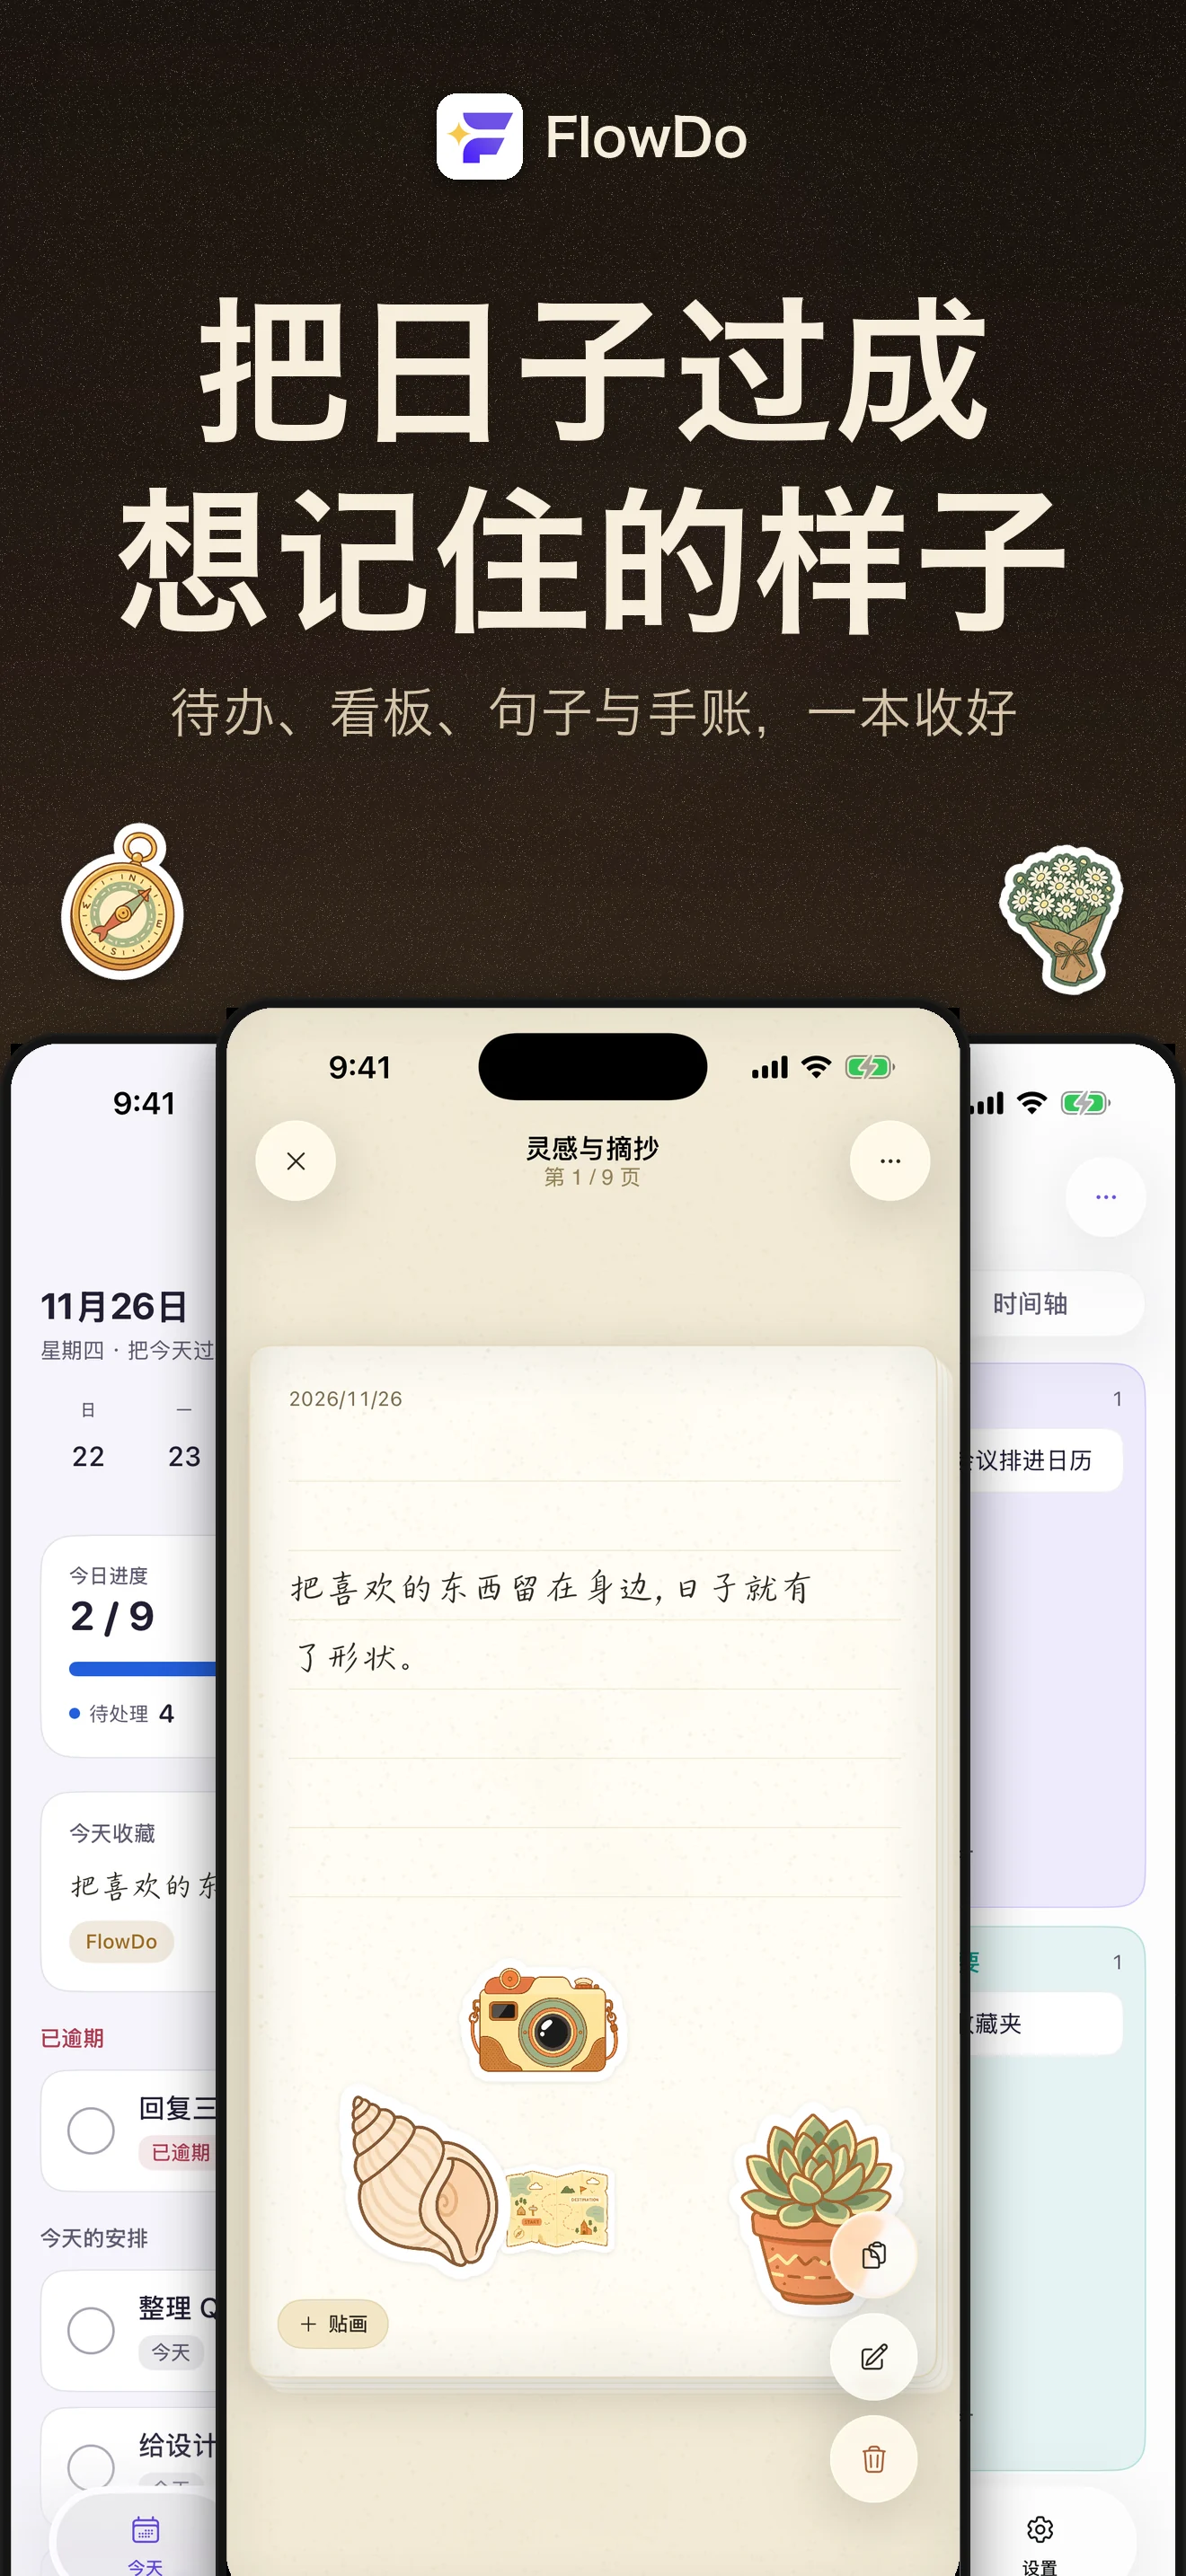 FlowDo
把日子过成
想记住的样子
待办、看板、句子与手账，一本收好
9:41
11月26日
星期四 · 把今天过
日 一
22 23
今日进度
2 / 9
待处理 4
今天收藏
把喜欢的东
FlowDo
已逾期
回复三
已逾期
今天的安排
整理 Q
今天
给设计
今天
9:41
灵感与摘抄
第 1 / 9 页
2026/11/26
把喜欢的东西留在身边，日子就有
了形状。
DESTINATION
START
+ 贴画
时间轴
1
会议排进日历
要 1
收藏夹
设置